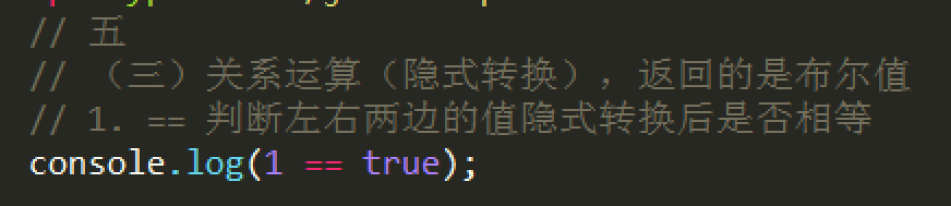 // 五
// （三）关系运算（隐式转换），返回的是布尔值
// 1. == 判断左右两边的值隐式转换后是否相等
console.log(1 == true);